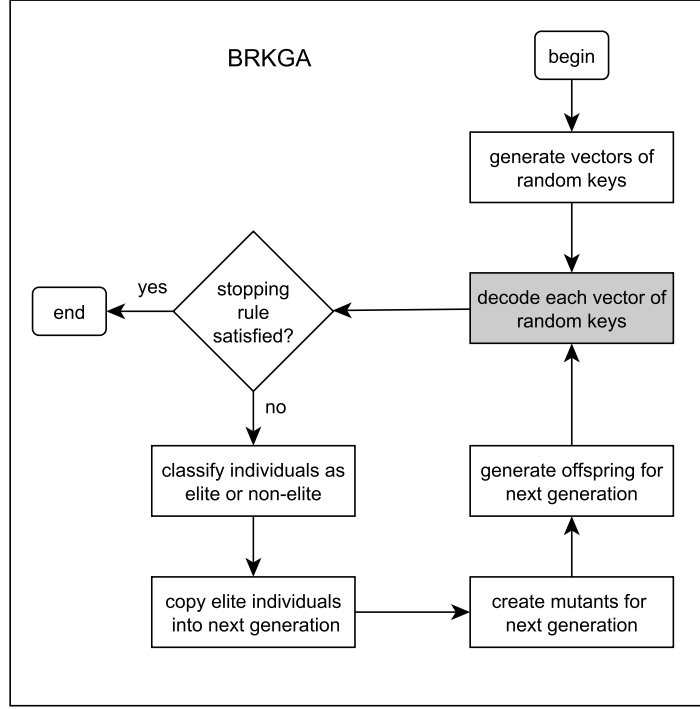 BRKGA
begin
generate vectors of
random keys
decode each vector of
random keys
stopping
rule
satisfied?
yes
end
no
classify individuals as
elite or non-elite
copy elite individuals
into next generation
create mutants for
next generation
generate offspring for
next generation